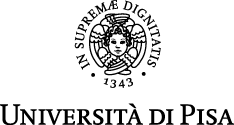 IN SUPREMÆ DIGNITATIS
· 1343 ·
UNIVERSITÀ DI PISA